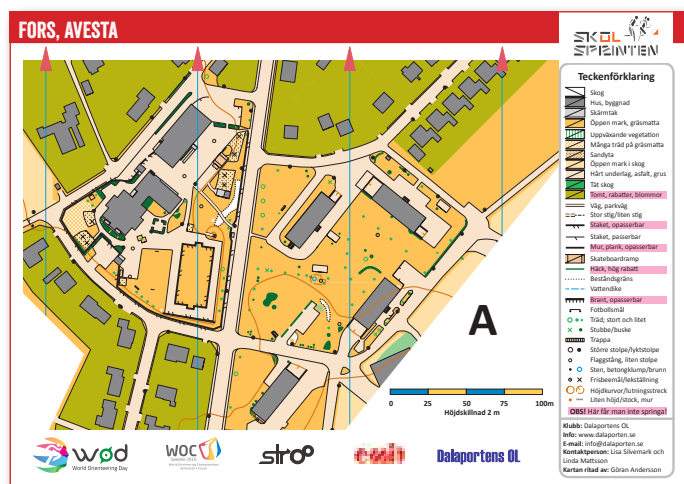 FORS, AVESTA
SKOL
SPRINTEN
Teckenförklaring
Skog
Hus, byggnad
Skärmtak
Öppen mark, gräsmatta
Uppväxande vegetation
Många träd på gräsmatta
Sandyta
Öppen mark i skog
Hårt underlag, asfalt, grus
Tät skog
Tomt, rabatter, blommor
Väg, parkväg
Stor stig/liten stig
Staket, opasserbar
Staket, passerbar
Mur, plank, opasserbar
Skateboardramp
Häck, hög rabatt
Beståndsgräns
Vattendike
Brant, opasserbar
Fotbollsmål
Träd; stort och litet
Stubbe/buske
Trappa
Större stolpe/lyktstolpe
Flaggstång, liten stolpe
Sten, betongklump/brunn
Frisbeemål/lekställning
Höjdkurvor/lutningsstreck
Liten höjd/stock, mur
OBS! Här får man inte springa!
Klubb: Dalaportens OL
Info: www.dalaporten.se
E-mail: info@dalaporten.se
Kontaktperson: Lisa Silvemark och
Linda Mattsson
Kartan ritad av: Göran Andersson
A
0 25 50 75 100m
Höjdskillnad 2 m
wød
World Orienteering Day
WOC
World Orienteering Championships
stroo
Dalaportens OL